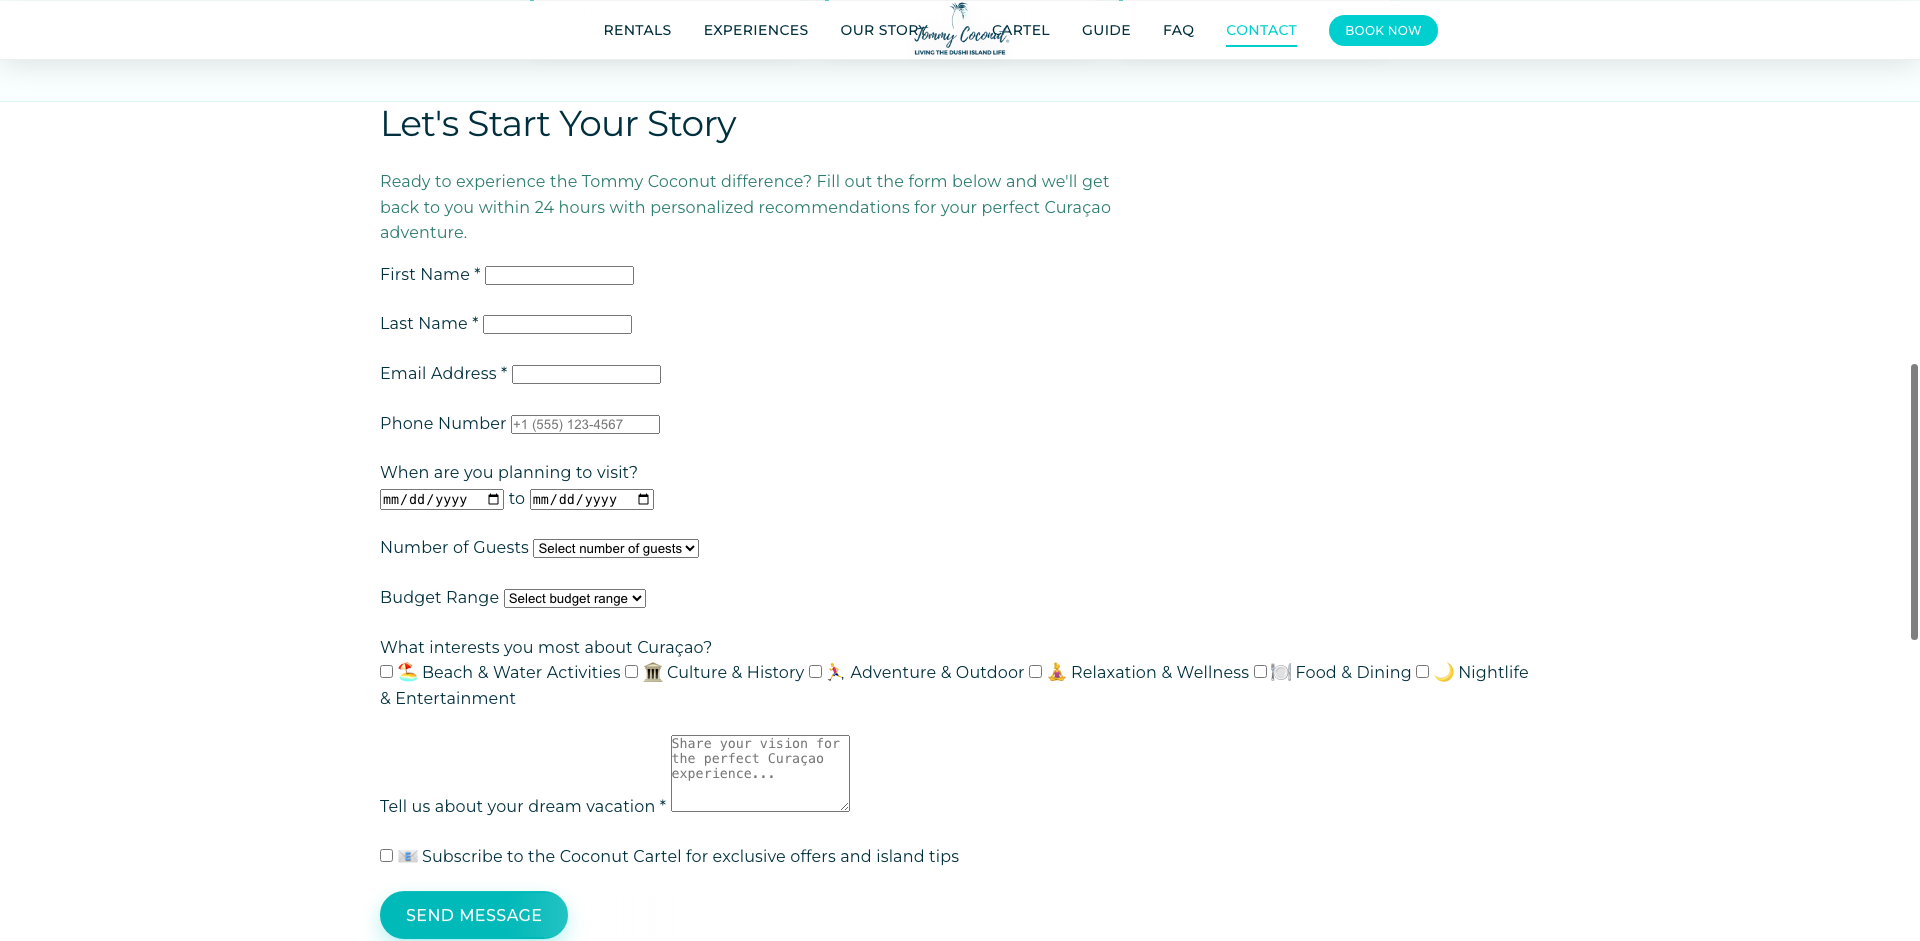 RENTALS EXPERIENCES OUR STORY CARTEL GUIDE FAQ CONTACT BOOK NOW
Tommy Coconut
LIVING THE DUSHI ISLAND LIFE
Let's Start Your Story
Ready to experience the Tommy Coconut difference? Fill out the form below and we'll get
back to you within 24 hours with personalized recommendations for your perfect Curaçao
adventure.
First Name *
Last Name *
Email Address *
Phone Number +1 (555) 123-4567
When are you planning to visit?
mm/dd/yyyy to mm/dd/yyyy
Number of Guests Select number of guests
Budget Range Select budget range
What interests you most about Curaçao?
🏖️ Beach & Water Activities 🏛️ Culture & History 🏃‍♀️ Adventure & Outdoor 🧘‍♀️ Relaxation & Wellness 🍽️ Food & Dining 🌙 Nightlife
& Entertainment
Share your vision for
the perfect Curaçao
experience...
Tell us about your dream vacation *
📧 Subscribe to the Coconut Cartel for exclusive offers and island tips
SEND MESSAGE